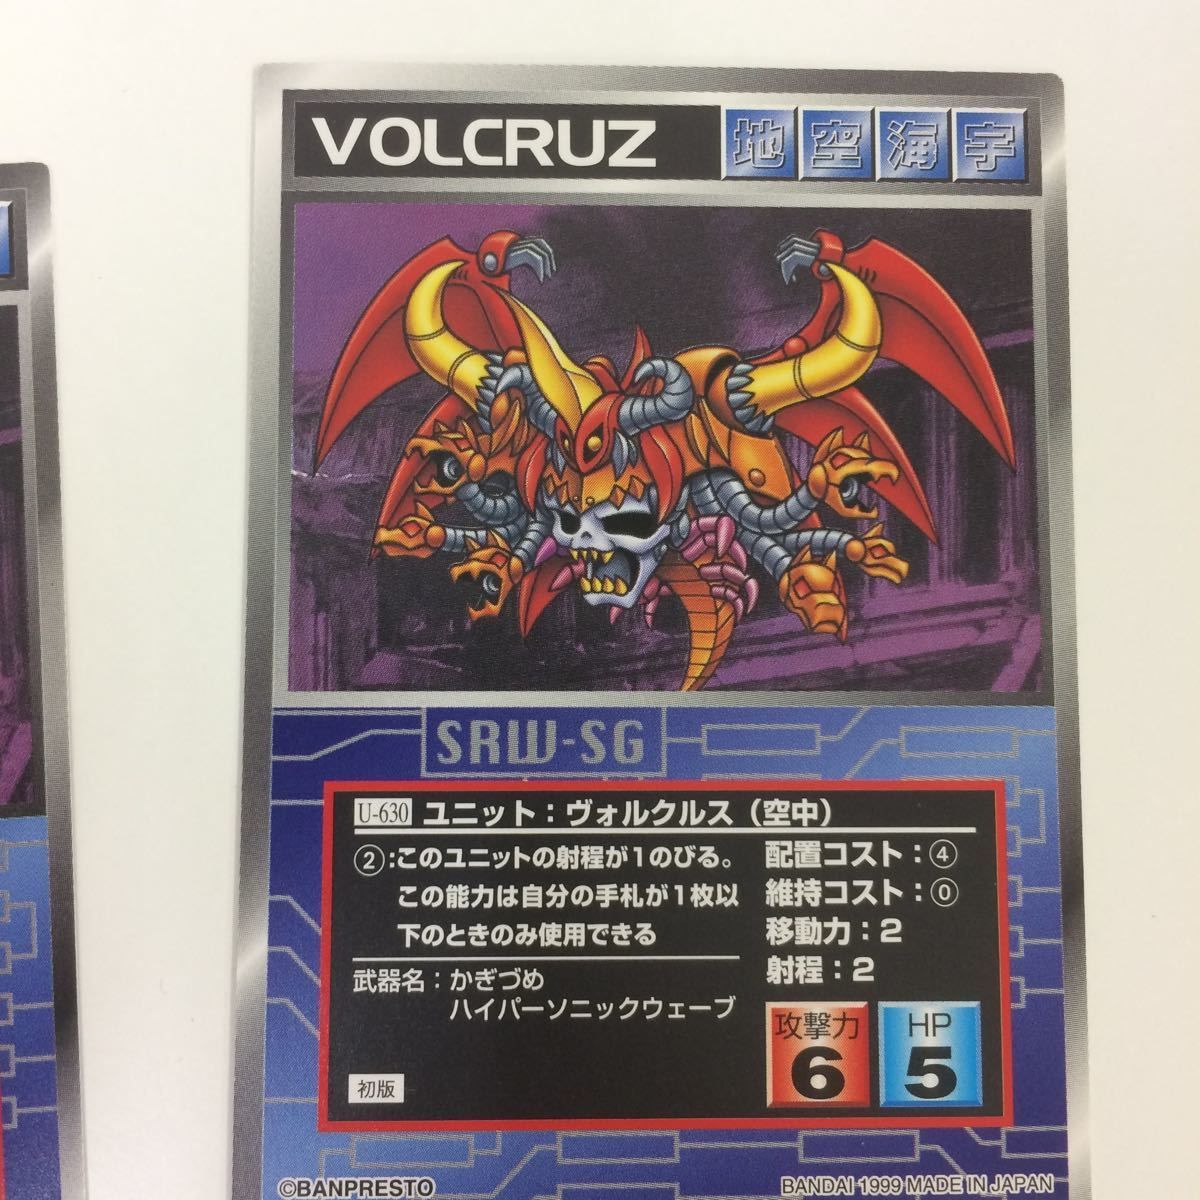 VOLCRUZ 地 空 海 宇
SRW-SG
U-630 ユニット：ヴォルクルス（空中）
②:このユニットの射程が1のびる。
この能力は自分の手札が1枚以
下のときのみ使用できる
武器名：かぎづめ
ハイパーソニックウェーブ
配置コスト：④
維持コスト：⓪
移動力：2
射程：2
攻撃力
6
HP
5
初版
©BANPRESTO
BANDAI 1999 MADE IN JAPAN